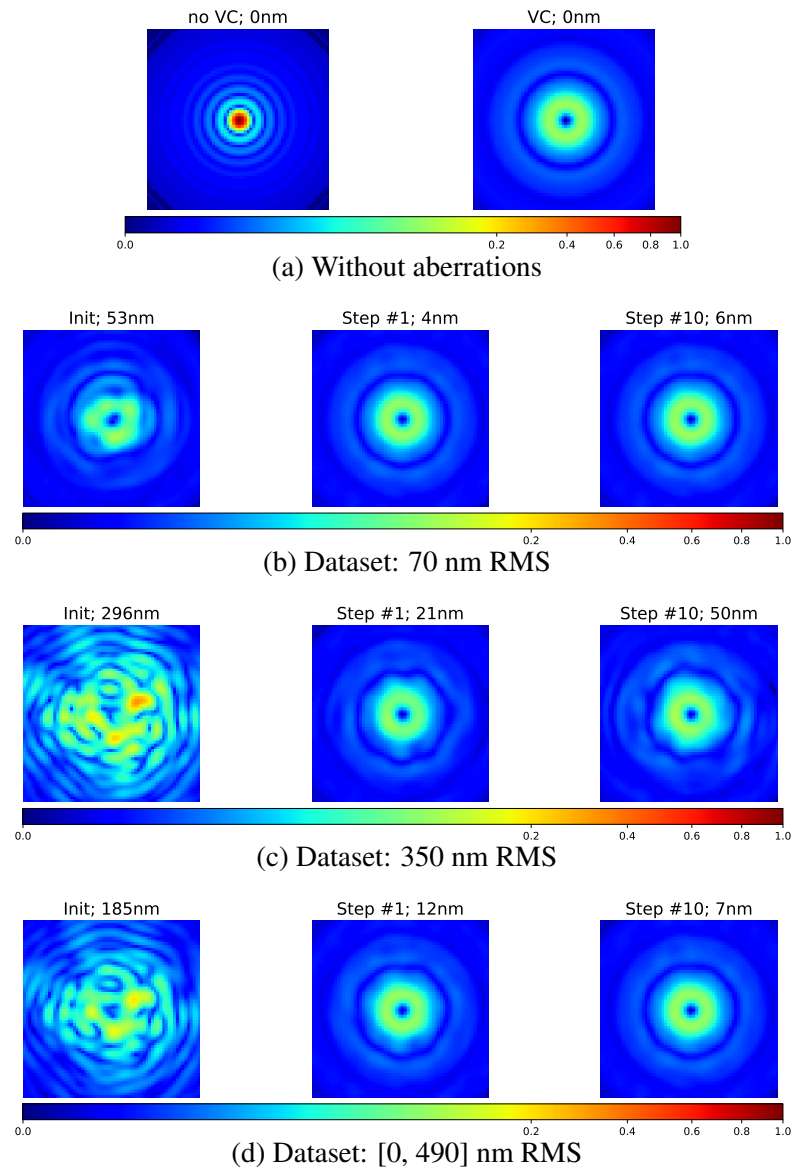 no VC; 0nm VC; 0nm
0.0 0.2 0.4 0.6 0.8 1.0
(a) Without aberrations
Init; 53nm Step #1; 4nm Step #10; 6nm
0.0 0.2 0.4 0.6 0.8 1.0
(b) Dataset: 70 nm RMS
Init; 296nm Step #1; 21nm Step #10; 50nm
0.0 0.2 0.4 0.6 0.8 1.0
(c) Dataset: 350 nm RMS
Init; 185nm Step #1; 12nm Step #10; 7nm
0.0 0.2 0.4 0.6 0.8 1.0
(d) Dataset: [0, 490] nm RMS